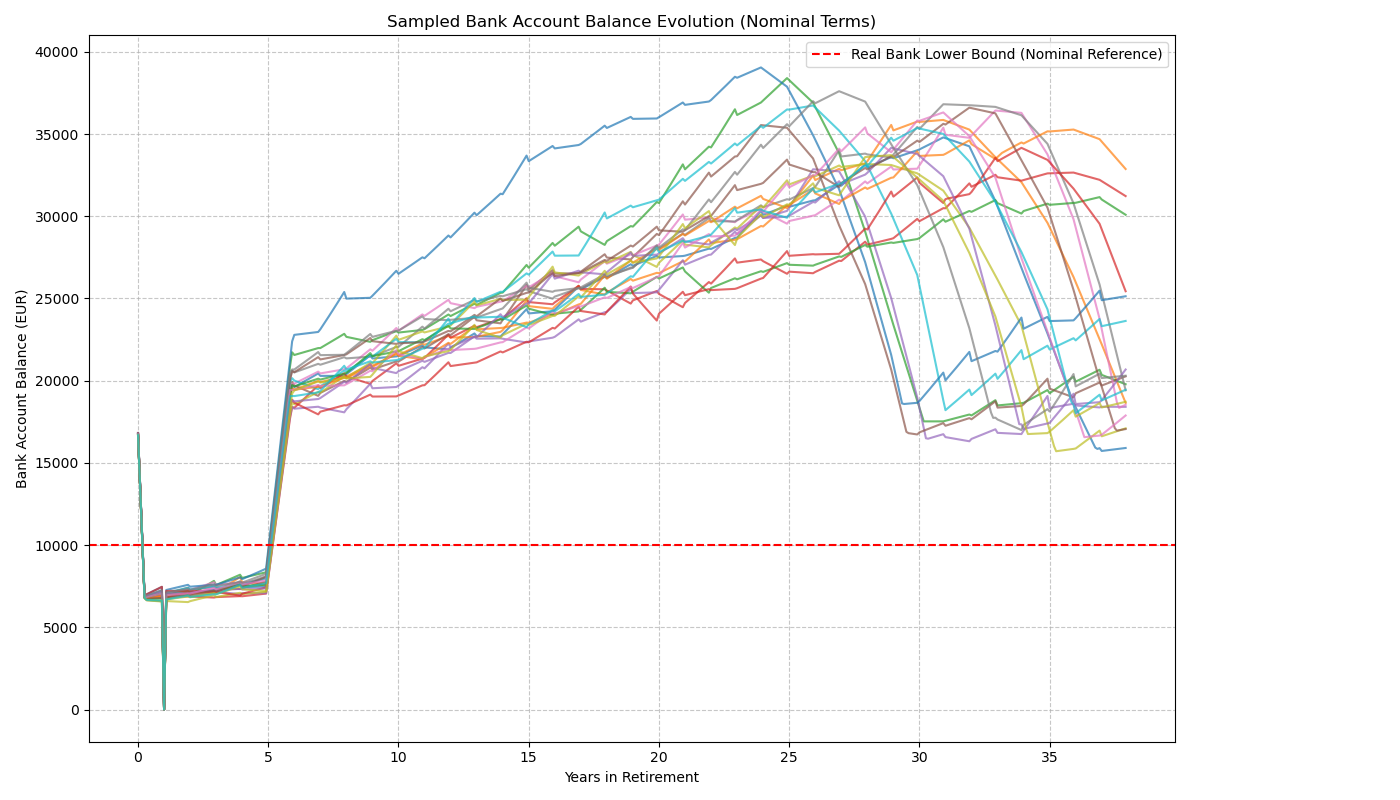 Sampled Bank Account Balance Evolution (Nominal Terms)
Real Bank Lower Bound (Nominal Reference)
Bank Account Balance (EUR)
40000
35000
30000
25000
20000
15000
10000
5000
0
0 5 10 15 20 25 30 35
Years in Retirement